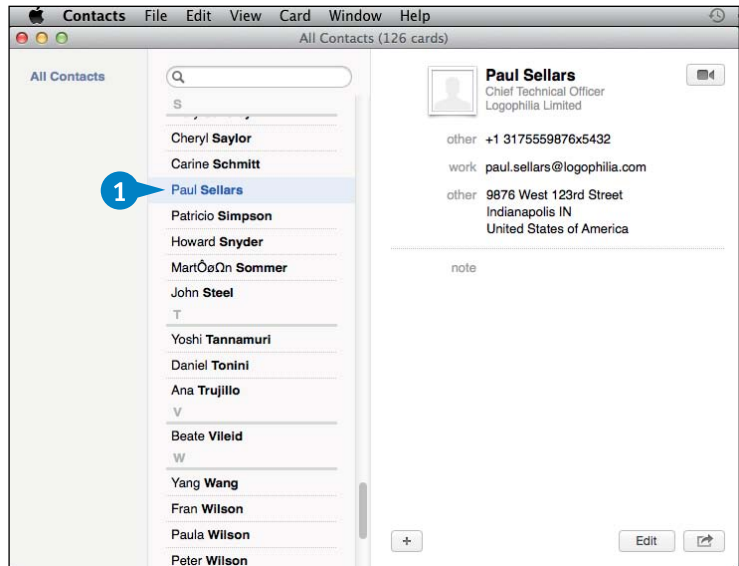 Contacts File Edit View Card Window Help
All Contacts (126 cards)
All Contacts
S
Cheryl Saylor
Carine Schmitt
1
Paul Sellars
Patricio Simpson
Howard Snyder
MartÔøΩn Sommer
John Steel
T
Yoshi Tannamuri
Daniel Tonini
Ana Trujillo
V
Beate Vileid
W
Yang Wang
Fran Wilson
Paula Wilson
Peter Wilson
Paul Sellars
Chief Technical Officer
Logophilia Limited
other +1 3175559876x5432
work paul.sellars@logophilia.com
other 9876 West 123rd Street
Indianapolis IN
United States of America
note
+
Edit